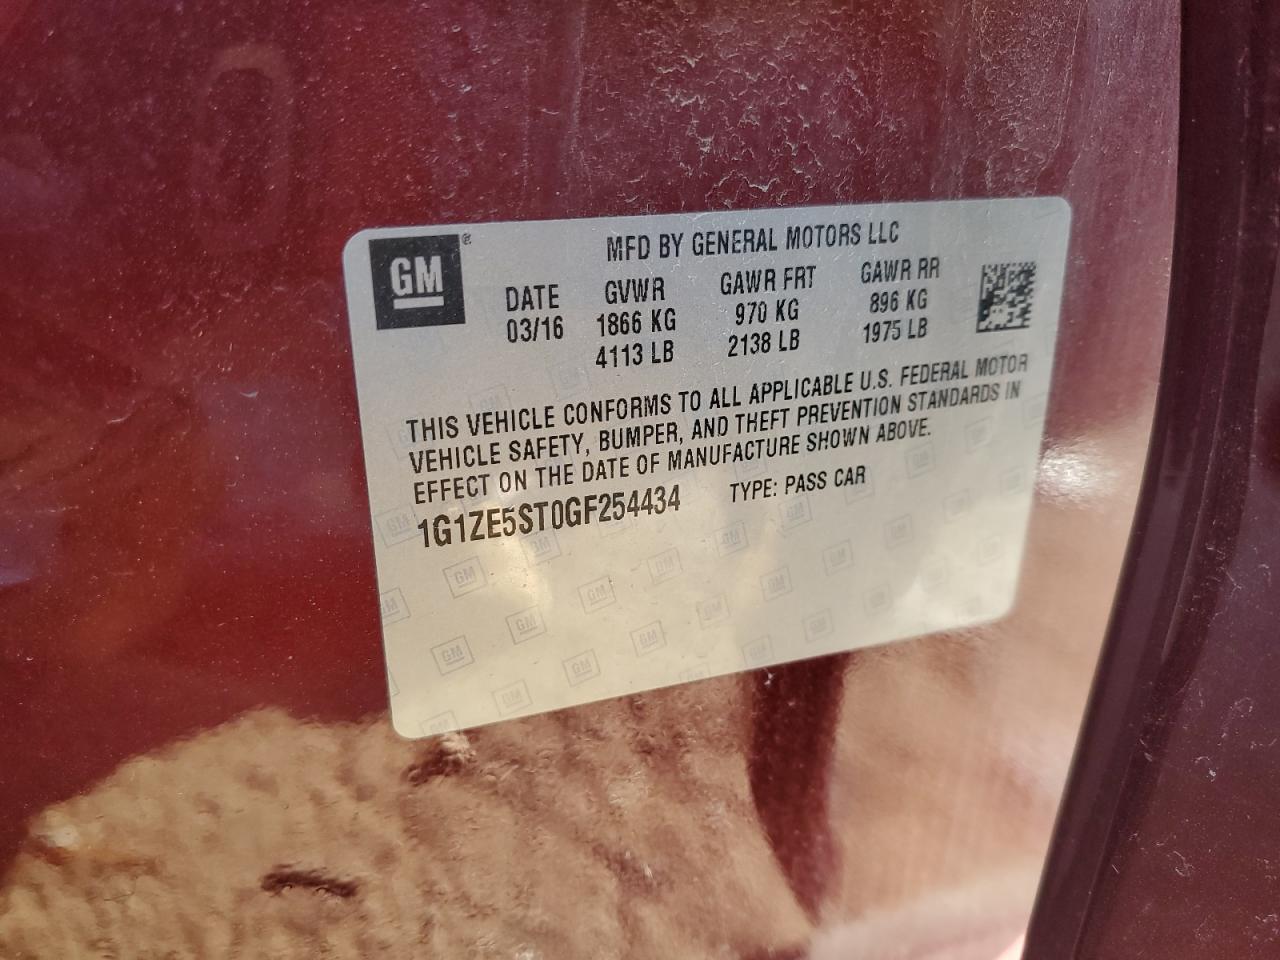 GM ®
MFD BY GENERAL MOTORS LLC
DATE GVWR GAWR FRT GAWR RR
03/16 1866 KG 970 KG 896 KG
4113 LB 2138 LB 1975 LB
THIS VEHICLE CONFORMS TO ALL APPLICABLE U.S. FEDERAL MOTOR
VEHICLE SAFETY, BUMPER, AND THEFT PREVENTION STANDARDS IN
EFFECT ON THE DATE OF MANUFACTURE SHOWN ABOVE.
1G1ZE5ST0GF254434 TYPE: PASS CAR